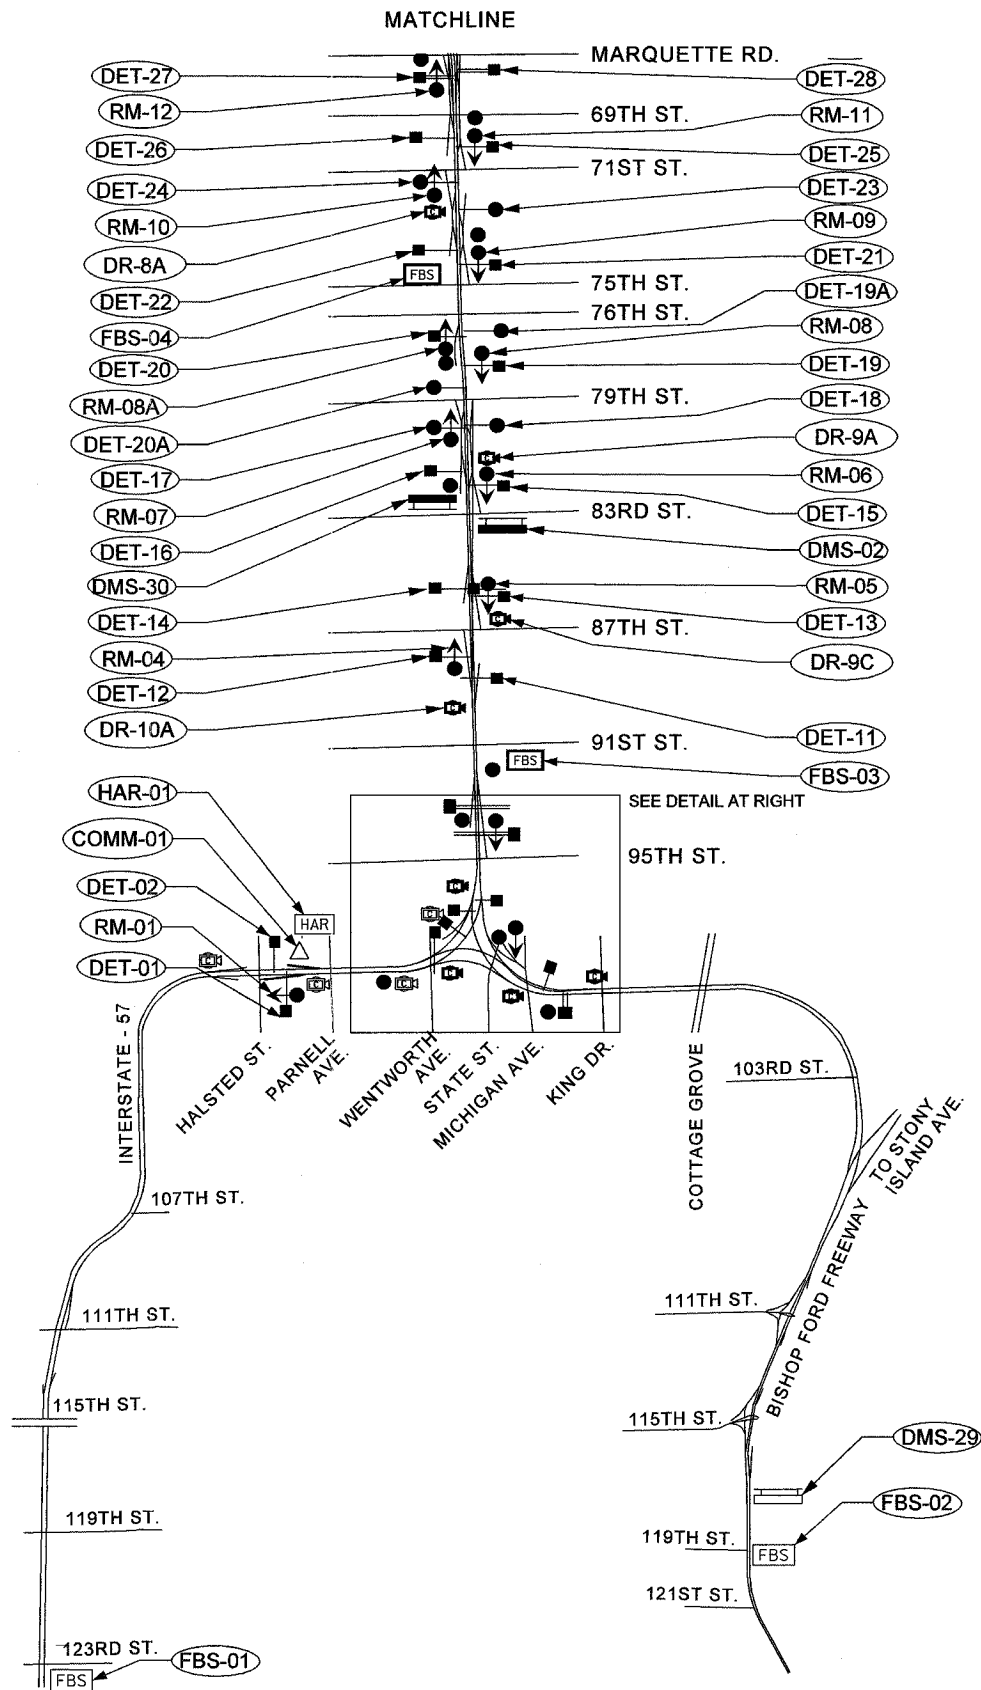 MATCHLINE
MARQUETTE RD.
DET-27
DET-28
RM-12
69TH ST.
RM-11
DET-26
DET-25
71ST ST.
DET-24
DET-23
RM-10
RM-09
DR-8A
DET-21
FBS
75TH ST.
DET-22
DET-19A
76TH ST.
FBS-04
RM-08
DET-20
DET-19
RM-08A
79TH ST.
DET-18
DET-20A
DR-9A
DET-17
RM-06
RM-07
83RD ST.
DET-15
DET-16
DMS-02
DMS-30
RM-05
DET-14
DET-13
87TH ST.
RM-04
DR-9C
DET-12
DR-10A
DET-11
91ST ST.
FBS
FBS-03
HAR-01
SEE DETAIL AT RIGHT
COMM-01
95TH ST.
DET-02
C
C
RM-01
HAR
DET-01
C
C
C
C
C
C
INTERSTATE - 57
HALSTED ST.
PARNELL
AVE.
WENTWORTH
AVE.
STATE ST.
MICHIGAN AVE.
KING DR.
COTTAGE GROVE
103RD ST.
TO STONY
ISLAND AVE.
107TH ST.
BISHOP FORD FREEWAY
111TH ST.
111TH ST.
115TH ST.
115TH ST.
DMS-29
FBS-02
119TH ST.
119TH ST.
FBS
121ST ST.
123RD ST.
FBS-01
FBS